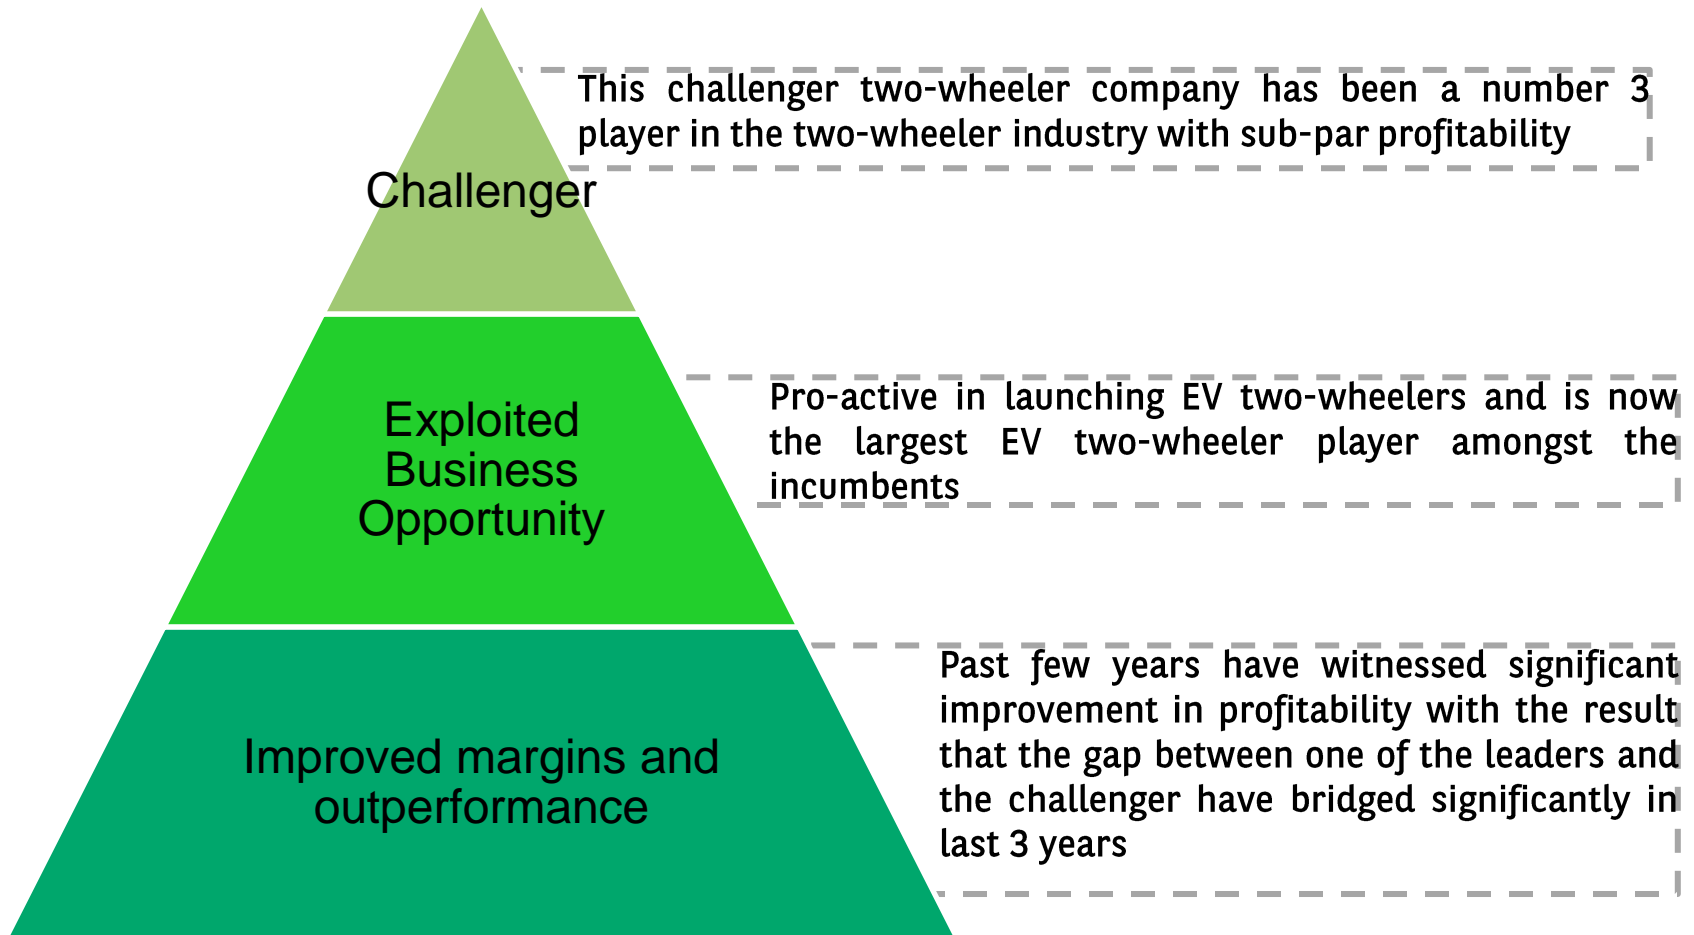 This challenger two-wheeler company has been a number 3
player in the two-wheeler industry with sub-par profitability
Challenger
Pro-active in launching EV two-wheelers and is now
the largest EV two-wheeler player amongst the
incumbents
Exploited
Business
Opportunity
Past few years have witnessed significant
improvement in profitability with the result
that the gap between one of the leaders and
the challenger have bridged significantly in
last 3 years
Improved margins and
outperformance